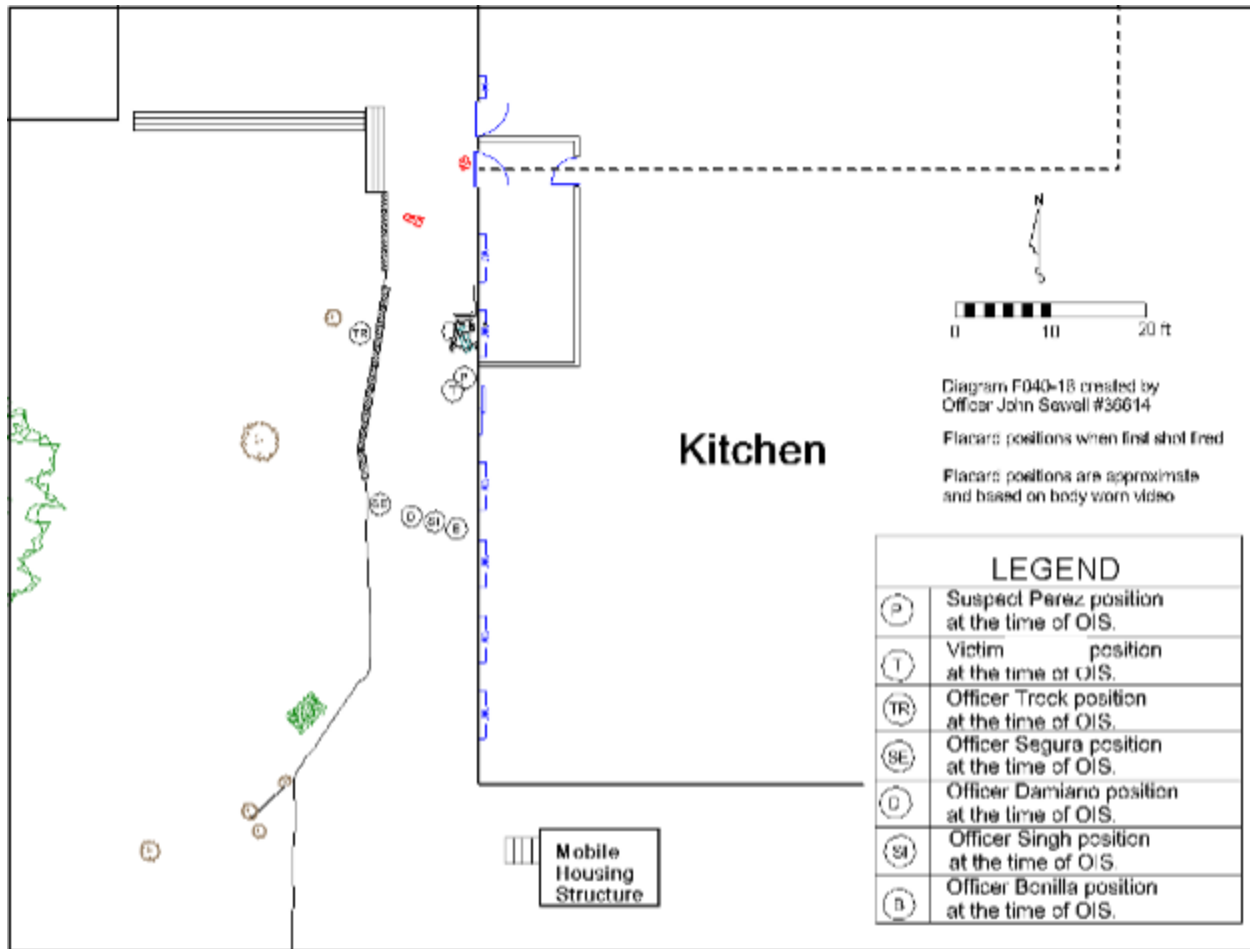 N
S
0 10 20 ft
Diagram F040-18 created by
Officer John Sewell #36614
Placard positions when first shot fired
Placard positions are approximate
and based on body worn video
Kitchen
TR
P
T
SE
D
SI
B
LEGEND
P Suspect Perez position
at the time of OIS.
T Victim position
at the time of OIS.
TR Officer Trock position
at the time of OIS.
SE Officer Segura position
at the time of OIS.
D Officer Damiano position
at the time of OIS.
SI Officer Singh position
at the time of OIS.
B Officer Bonilla position
at the time of OIS.
Mobile
Housing
Structure